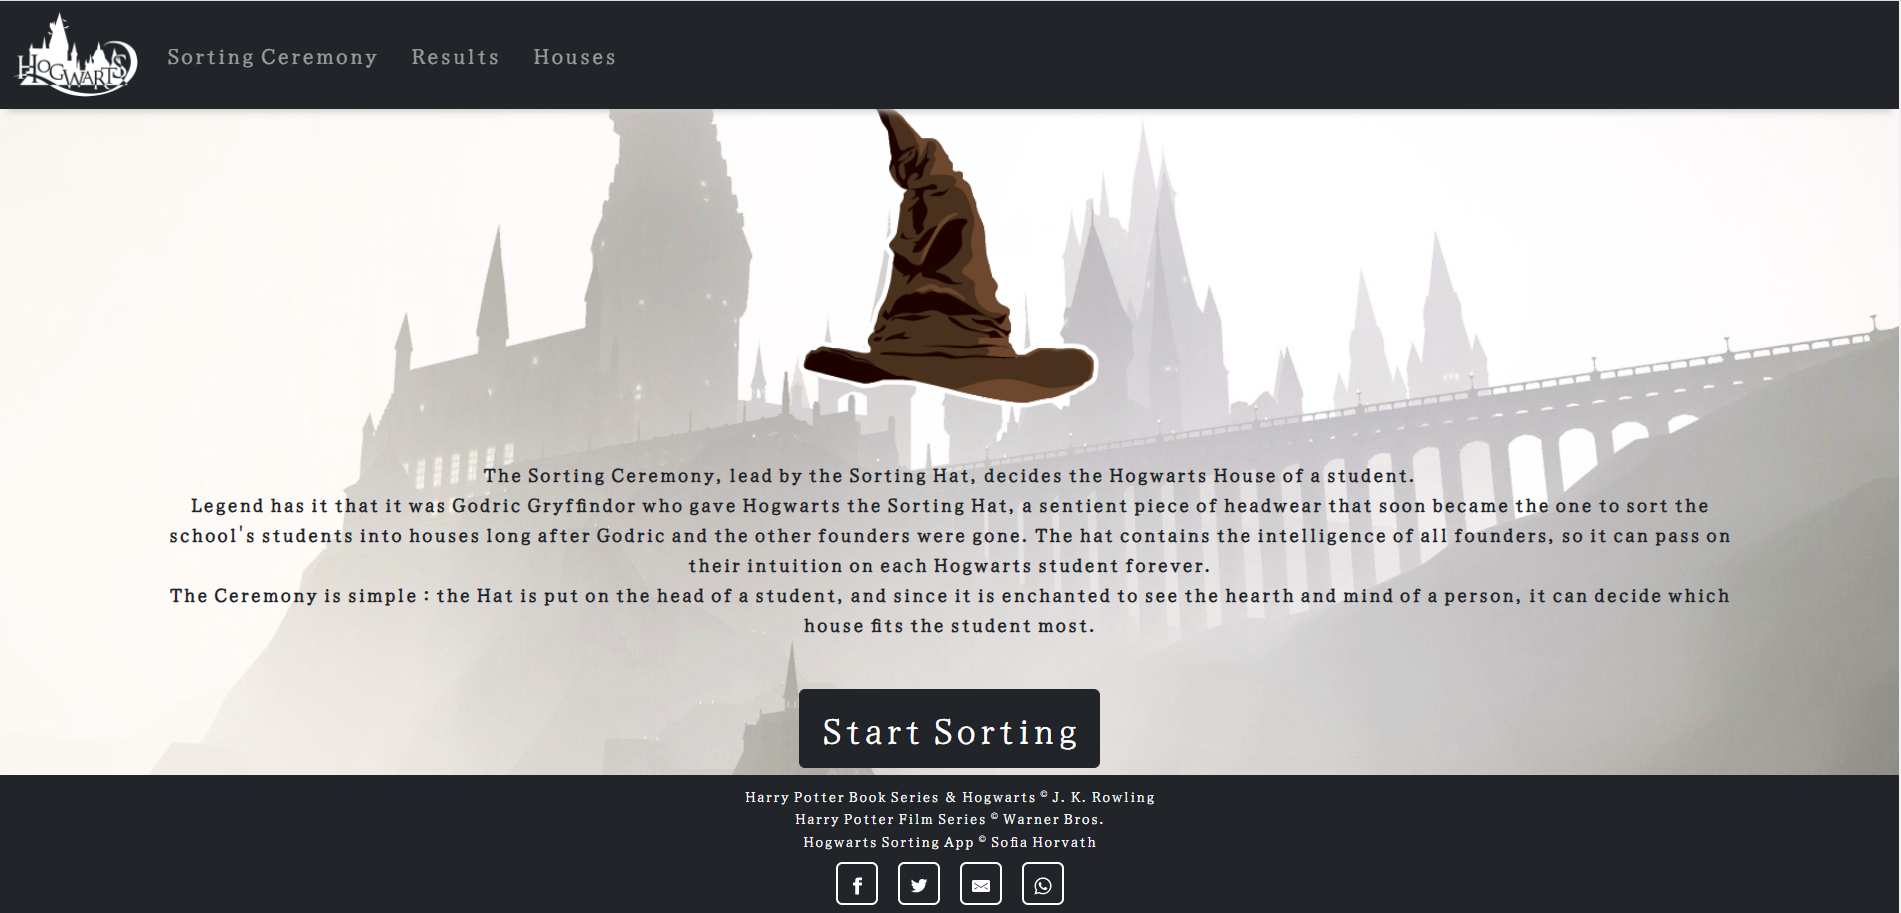 HOGWARTS
Sorting Ceremony
Results
Houses
The Sorting Ceremony, lead by the Sorting Hat, decides the Hogwarts House of a student.
Legend has it that it was Godric Gryffindor who gave Hogwarts the Sorting Hat, a sentient piece of headwear that soon became the one to sort the
school's students into houses long after Godric and the other founders were gone. The hat contains the intelligence of all founders, so it can pass on
their intuition on each Hogwarts student forever.
The Ceremony is simple : the Hat is put on the head of a student, and since it is enchanted to see the hearth and mind of a person, it can decide which
house fits the student most.
Start Sorting
Harry Potter Book Series & Hogwarts © J. K. Rowling
Harry Potter Film Series © Warner Bros.
Hogwarts Sorting App © Sofia Horvath